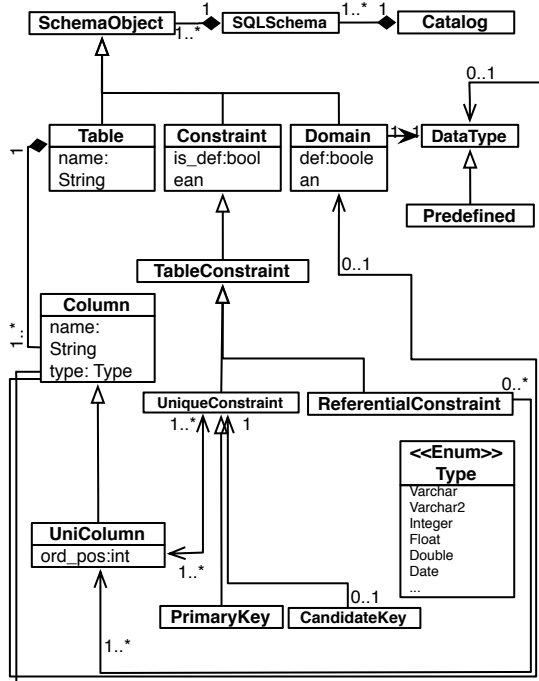 SchemaObject
1
1..*
SQLSchema
1..*
1
Catalog
0..1
Table
name:
String
Constraint
is_def:bool
ean
Domain
def:boole
an
1
1
DataType
1
Predefined
TableConstraint
0..1
Column
name:
String
type: Type
1..*
UniqueConstraint
ReferentialConstraint
0..*
1..*
1
<<Enum>>
Type
Varchar
Varchar2
Integer
Float
Double
Date
...
UniColumn
ord_pos:int
1..*
0..1
PrimaryKey
CandidateKey
1..*